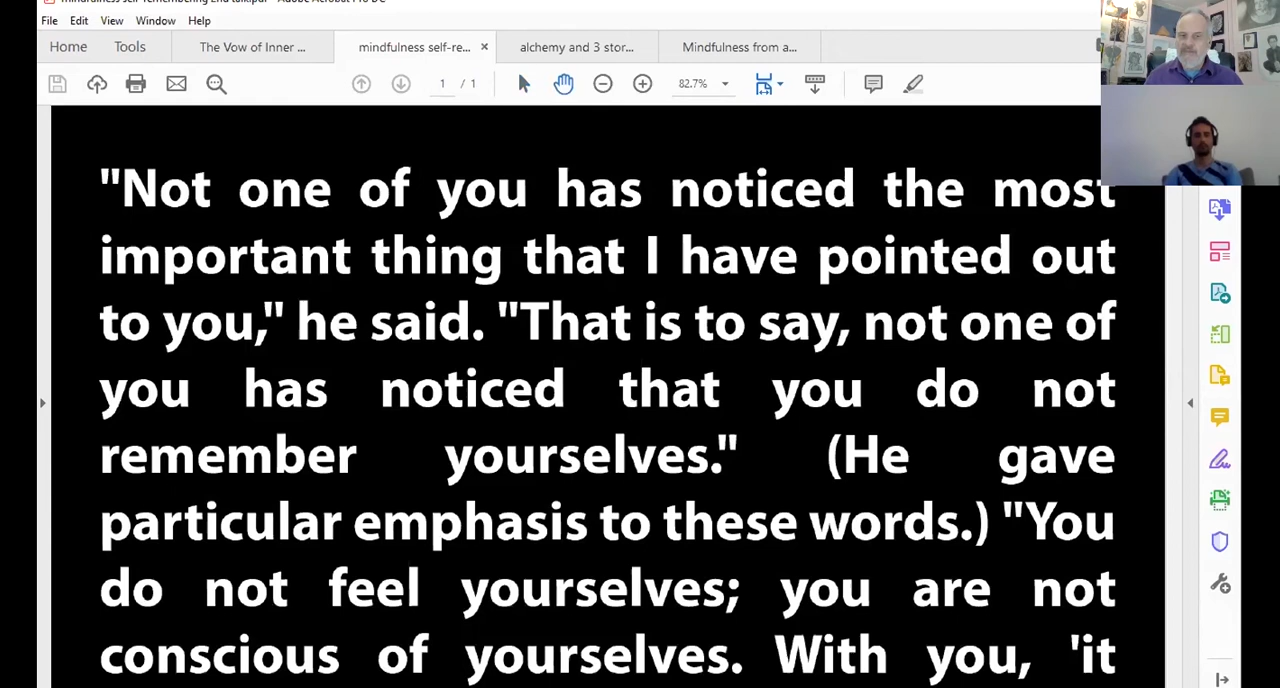 File Edit View Window Help
Home Tools The Vow of Inner ... mindfulness self-re... × alchemy and 3 stor... Mindfulness from a...
1 / 1 82.7%
"Not one of you has noticed the most
important thing that I have pointed out
to you," he said. "That is to say, not one of
you has noticed that you do not
remember yourselves." (He gave
particular emphasis to these words.) "You
do not feel yourselves; you are not
conscious of yourselves. With you, 'it